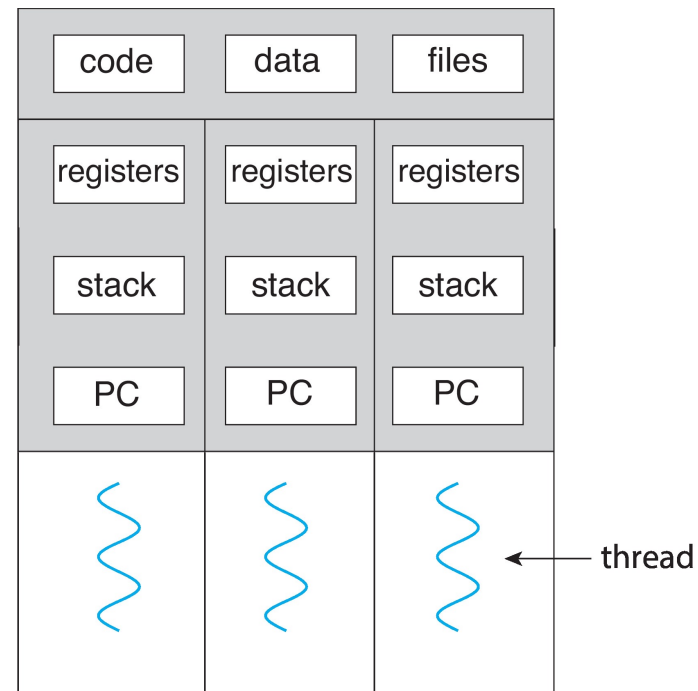 code data files
registers registers registers
stack stack stack
PC PC PC
thread